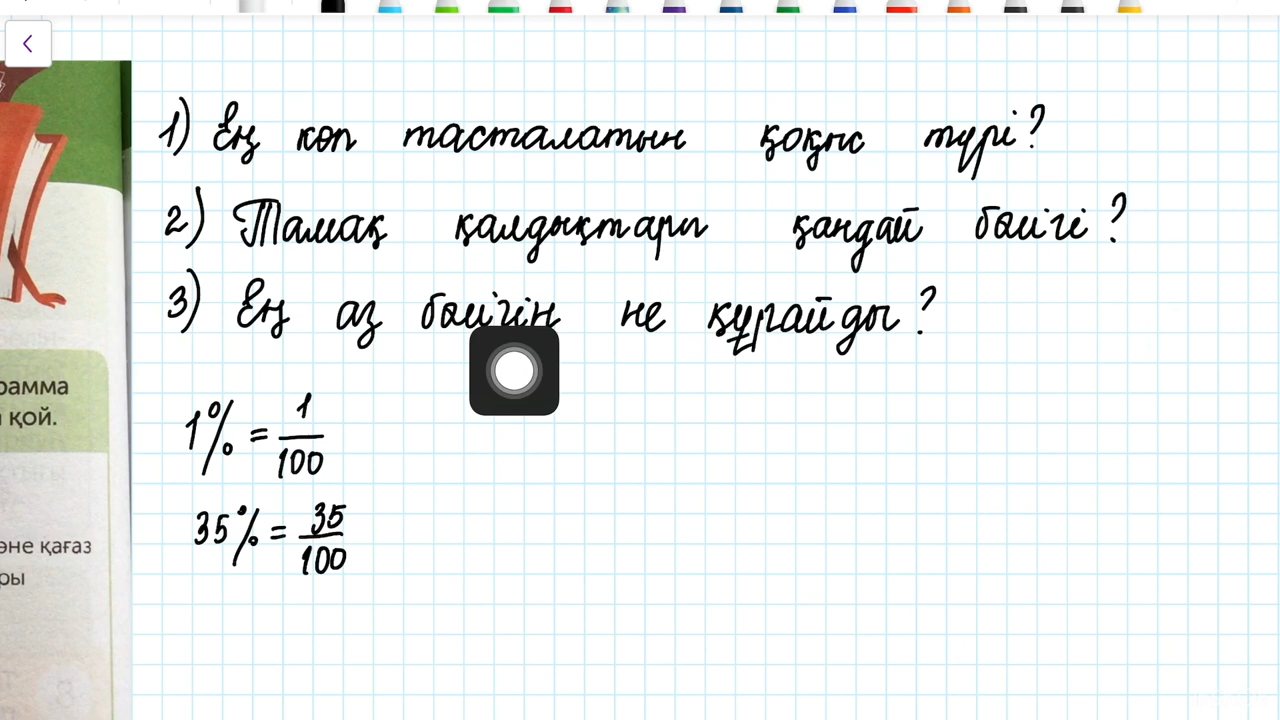 1) Ең көп тасталатын қоқыс түрі?
2) Тамақ қалдықтары қандай бөлігі?
3) Ең аз бөлігін не құрайды?
рамма
қой.
1% = 1/100
35% = 35/100
әне қағаз
ры